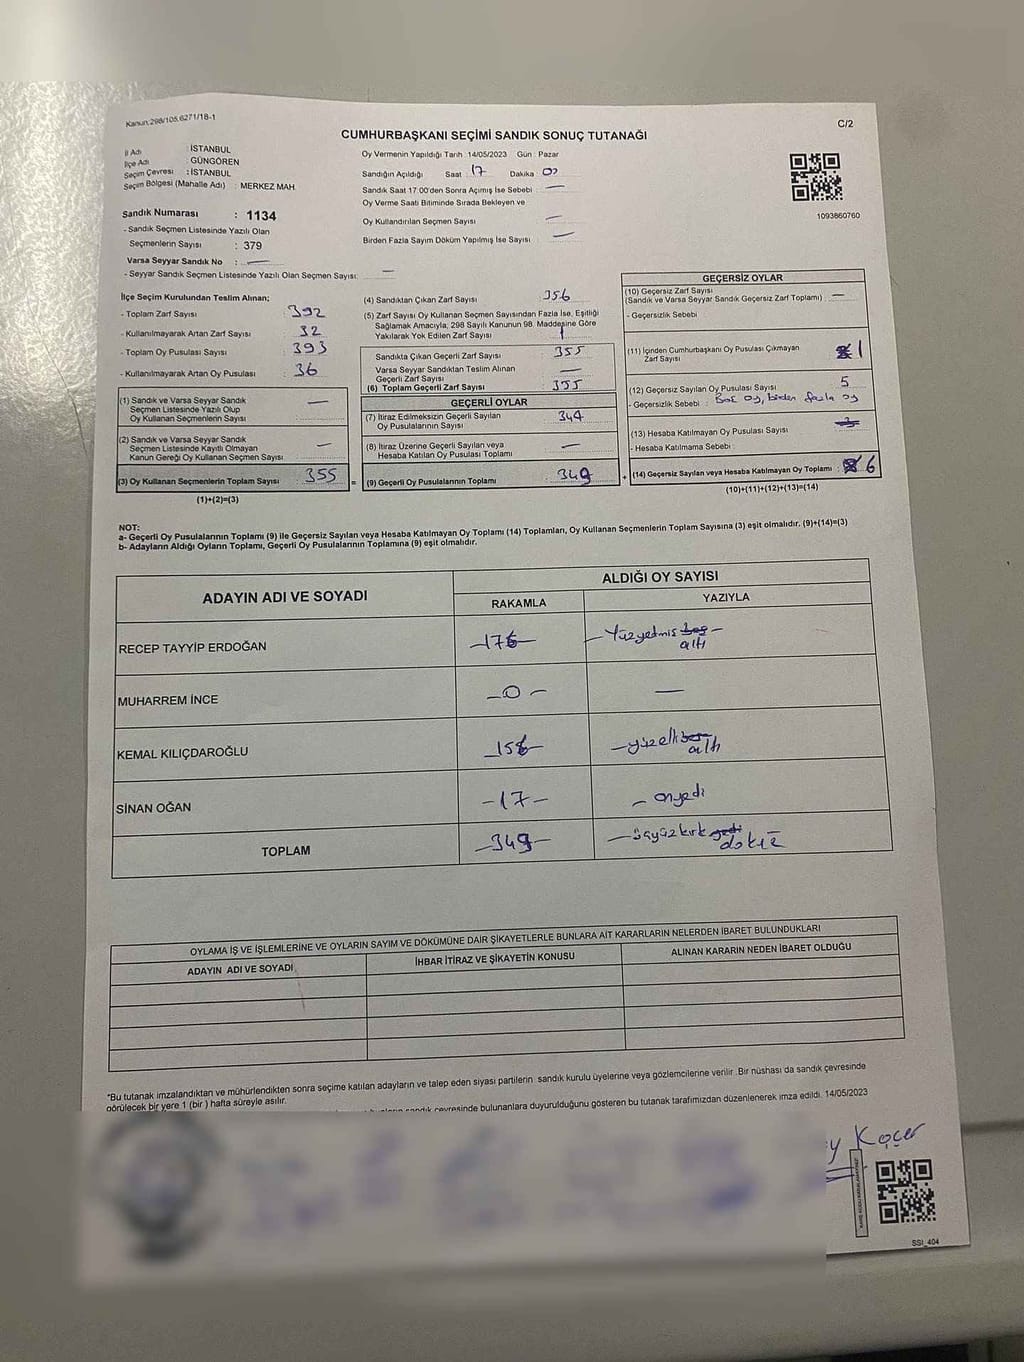 Kanun:298/105,6271/18-1
C/2
CUMHURBAŞKANI SEÇİMİ SANDIK SONUÇ TUTANAĞI
İl Adı : İSTANBUL
İlçe Adı : GÜNGÖREN
Seçim Çevresi : İSTANBUL
Seçim Bölgesi (Mahalle Adı) : MERKEZ MAH.
Sandık Numarası : 1134
- Sandık Seçmen Listesinde Yazılı Olan
Seçmenlerin Sayısı : 379
Varsa Seyyar Sandık No : —
- Seyyar Sandık Seçmen Listesinde Yazılı Olan Seçmen Sayısı: —
Oy Vermenin Yapıldığı Tarih :14/05/2023 Gün : Pazar
Sandığın Açıldığı Saat : 17 Dakika : 00
Sandık Saat 17:00'den Sonra Açımış İse Sebebi : —
Oy Verme Saati Bitiminde Sırada Bekleyen ve
Oy Kullandırılan Seçmen Sayısı : —
Birden Fazla Sayım Döküm Yapılmış İse Sayısı : —
1093860760
İlçe Seçim Kurulundan Teslim Alınan;
- Toplam Zarf Sayısı : 392
- Kullanılmayarak Artan Zarf Sayısı : 32
- Toplam Oy Pusulası Sayısı : 393
- Kullanılmayarak Artan Oy Pusulası : 36
(1) Sandık ve Varsa Seyyar Sandık
Seçmen Listesinde Yazılı Olup
Oy Kullanan Seçmenlerin Sayısı : —
(2) Sandık ve Varsa Seyyar Sandık
Seçmen Listesinde Kayıtlı Olmayan
Kanun Gereği Oy Kullanan Seçmen Sayısı : —
(3) Oy Kullanan Seçmenlerin Toplam Sayısı : 355
(1)+(2)=(3)
(4) Sandıktan Çıkan Zarf Sayısı : 356
(5) Zarf Sayısı Oy Kullanan Seçmen Sayısından Fazla İse, Eşitliği
Sağlamak Amacıyla, 298 Sayılı Kanunun 98. Maddesine Göre
Yakılarak Yok Edilen Zarf Sayısı : 1
Sandıkta Çıkan Geçerli Zarf Sayısı : 355
Varsa Seyyar Sandıktan Teslim Alınan
Geçerli Zarf Sayısı : —
(6) Toplam Geçerli Zarf Sayısı : 355
GEÇERLİ OYLAR
(7) İtiraz Edilmeksizin Geçerli Sayılan
Oy Pusulalarının Sayısı : 344
(8) İtiraz Üzerine Geçerli Sayılan veya
Hesaba Katılan Oy Pusulası Toplamı : —
(9) Geçerli Oy Pusulalarının Toplamı : 349
GEÇERSİZ OYLAR
(10) Geçersiz Zarf Sayısı
(Sandık ve Varsa Seyyar Sandık Geçersiz Zarf Toplamı) : —
- Geçersizlik Sebebi :
(11) İçinden Cumhurbaşkanı Oy Pusulası Çıkmayan
Zarf Sayısı : 1
(12) Geçersiz Sayılan Oy Pusulası Sayısı : 5
- Geçersizlik Sebebi : Boş oy, birden fazla oy
(13) Hesaba Katılmayan Oy Pusulası Sayısı :
- Hesaba Katılmama Sebebi :
(14) Geçersiz Sayılan veya Hesaba Katılmayan Oy Toplamı : 6
(10)+(11)+(12)+(13)=(14)
NOT:
a- Geçerli Oy Pusulalarının Toplamı (9) ile Geçersiz Sayılan veya Hesaba Katılmayan Oy Toplamı (14) Toplamları, Oy Kullanan Seçmenlerin Toplam Sayısına (3) eşit olmalıdır. (9)+(14)=(3)
b- Adayların Aldığı Oyların Toplamı, Geçerli Oy Pusulalarının Toplamına (9) eşit olmalıdır.
ADAYIN ADI VE SOYADI
ALDIĞI OY SAYISI
RAKAMLA YAZIYLA
RECEP TAYYİP ERDOĞAN —176— —Yüzyetmiş beş—
altı
MUHARREM İNCE —0— —
KEMAL KILIÇDAROĞLU —156— —yüzelli beş altı
SİNAN OĞAN —17— — onyedi
TOPLAM —349— —üçyüzkırk yedi
dokuz
OYLAMA İŞ VE İŞLEMLERİNE VE OYLARIN SAYIM VE DÖKÜMÜNE DAİR ŞİKAYETLERLE BUNLARA AİT KARARLARIN NELERDEN İBARET BULUNDUKLARI
ADAYIN ADI VE SOYADI İHBAR İTİRAZ VE ŞİKAYETİN KONUSU ALINAN KARARIN NEDEN İBARET OLDUĞU
*Bu tutanak imzalandıktan ve mühürlendikten sonra seçime katılan adayların ve talep eden siyasi partilerin sandık kurulu üyelerine veya gözlemcilerine verilir. Bir nüshası da sandık çevresinde
görülecek bir yere 1 (bir) hafta süreyle asılır.
sandık çevresinde bulunanlara duyurulduğunu gösteren bu tutanak tarafımızdan düzenlenerek imza edildi. 14/05/2023
y Koçer
SSI_404